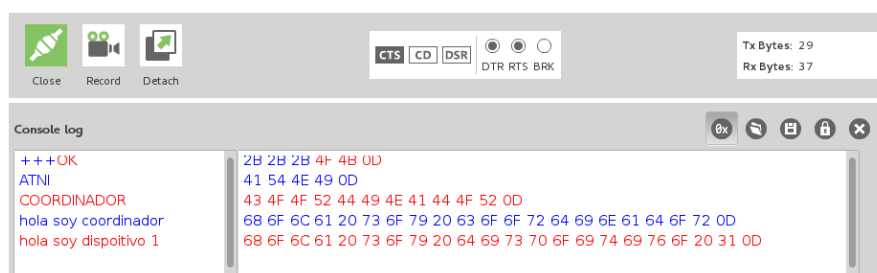 CTS CD DSR
DTR RTS BRK
Tx Bytes: 29
Rx Bytes: 37
Close Record Detach
Console log
0x
+++OK 2B 2B 2B 4F 4B 0D
ATNI 41 54 4E 49 0D
COORDINADOR 43 4F 4F 52 44 49 4E 41 44 4F 52 0D
hola soy coordinador 68 6F 6C 61 20 73 6F 79 20 63 6F 6F 72 64 69 6E 61 64 6F 72 0D
hola soy dispoitivo 1 68 6F 6C 61 20 73 6F 79 20 64 69 73 70 6F 69 74 69 76 6F 20 31 0D